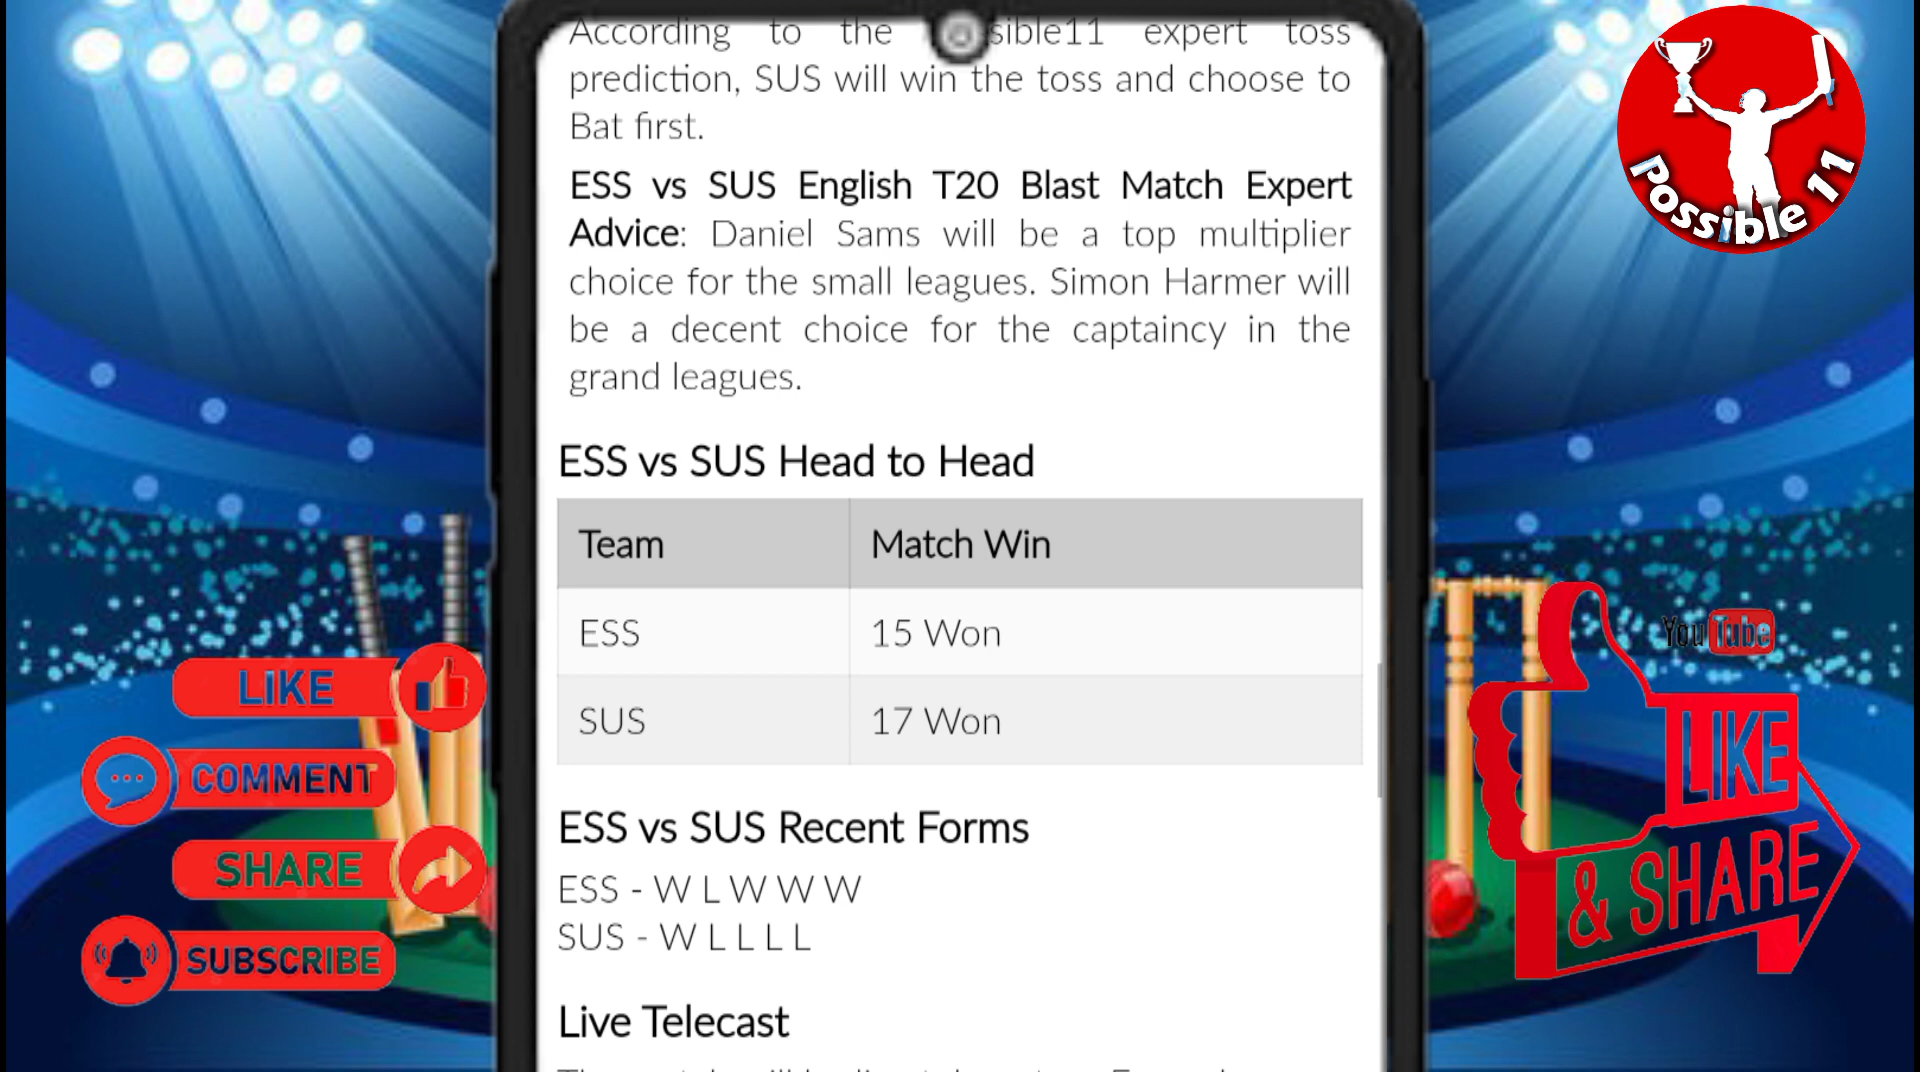 According to the sible11 expert toss
prediction, SUS will win the toss and choose to
Bat first.
ESS vs SUS English T20 Blast Match Expert
Advice: Daniel Sams will be a top multiplier
choice for the small leagues. Simon Harmer will
be a decent choice for the captaincy in the
grand leagues.
ESS vs SUS Head to Head
Team Match Win
ESS 15 Won
SUS 17 Won
ESS vs SUS Recent Forms
ESS - W L W W W
SUS - W L L L L
Live Telecast
LIKE
COMMENT
SHARE
SUBSCRIBE
Possible 11
YouTube
LIKE
& SHARE